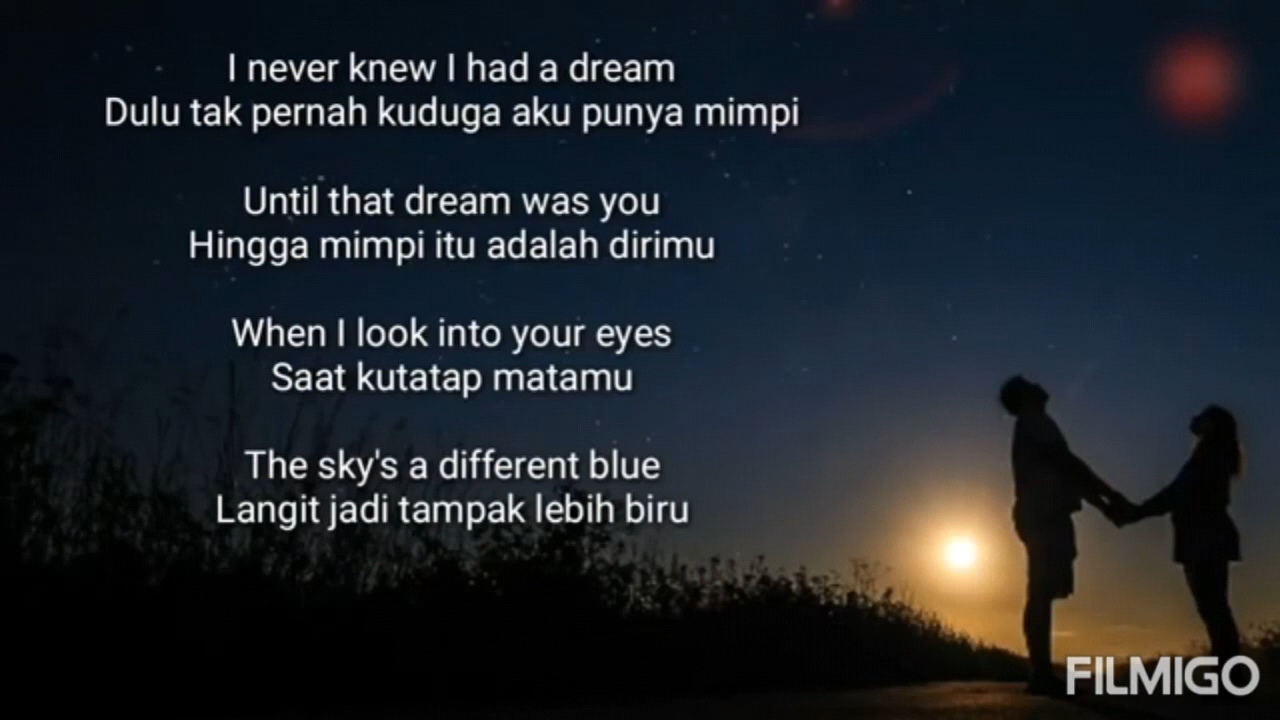 I never knew I had a dream
Dulu tak pernah kuduga aku punya mimpi
Until that dream was you
Hingga mimpi itu adalah dirimu
When I look into your eyes
Saat kutatap matamu
The sky's a different blue
Langit jadi tampak lebih biru
FILMIGO